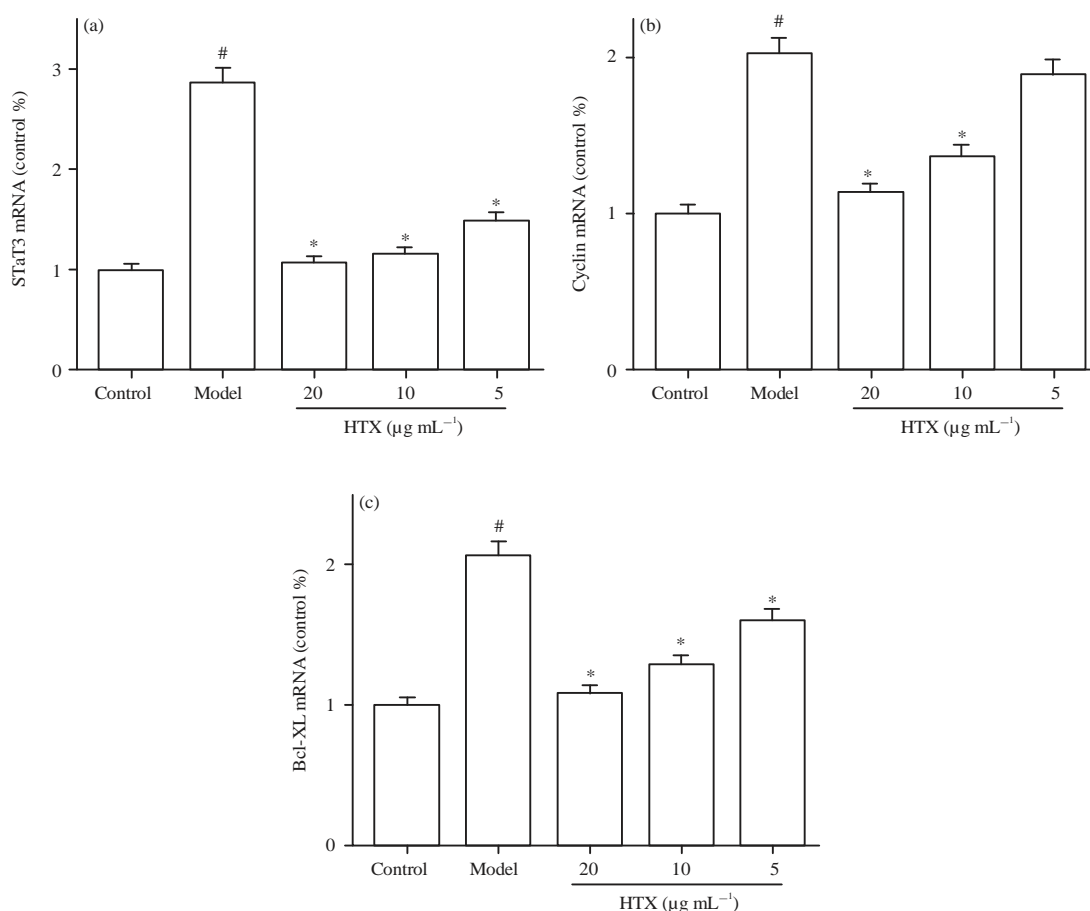 (a)
STaT3 mRNA (control %)
3
2
1
0
#
*
*
*
Control Model 20 10 5
HTX (µg mL⁻¹)
(b)
Cyclin mRNA (control %)
2
1
0
#
*
*
Control Model 20 10 5
HTX (µg mL⁻¹)
(c)
Bcl-XL mRNA (control %)
2
1
0
#
*
*
*
Control Model 20 10 5
HTX (µg mL⁻¹)